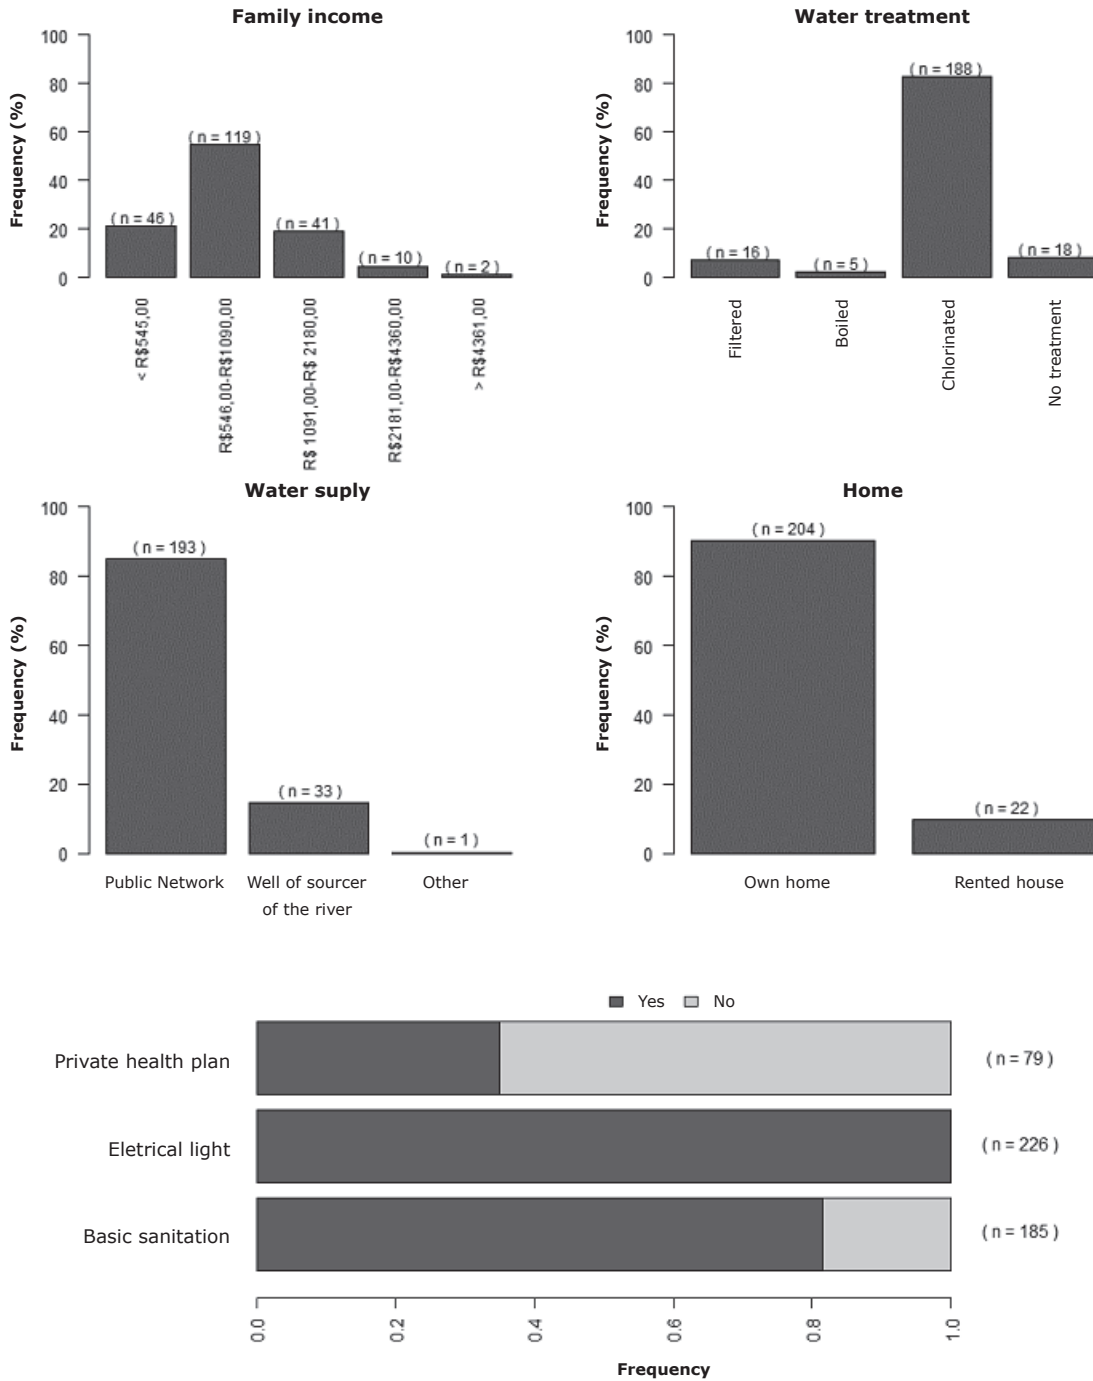 Family income
Frequency (%)
100
80
60
40
20
0
( n = 46 )
( n = 119 )
( n = 41 )
( n = 10 )
( n = 2 )
< R$545,00
R$546,00-R$1090,00
R$ 1091,00-R$ 2180,00
R$2181,00-R$4360,00
> R$4361,00
Water treatment
Frequency (%)
100
80
60
40
20
0
( n = 16 )
( n = 5 )
( n = 188 )
( n = 18 )
Filtered
Boiled
Chlorinated
No treatment
Water suply
Frequency (%)
100
80
60
40
20
0
( n = 193 )
( n = 33 )
( n = 1 )
Public Network
Well of sourcer
of the river
Other
Home
Frequency (%)
100
80
60
40
20
0
( n = 204 )
( n = 22 )
Own home
Rented house
Yes No
Private health plan
( n = 79 )
Eletrical light
( n = 226 )
Basic sanitation
( n = 185 )
0.0
0.2
0.4
0.6
0.8
1.0
Frequency